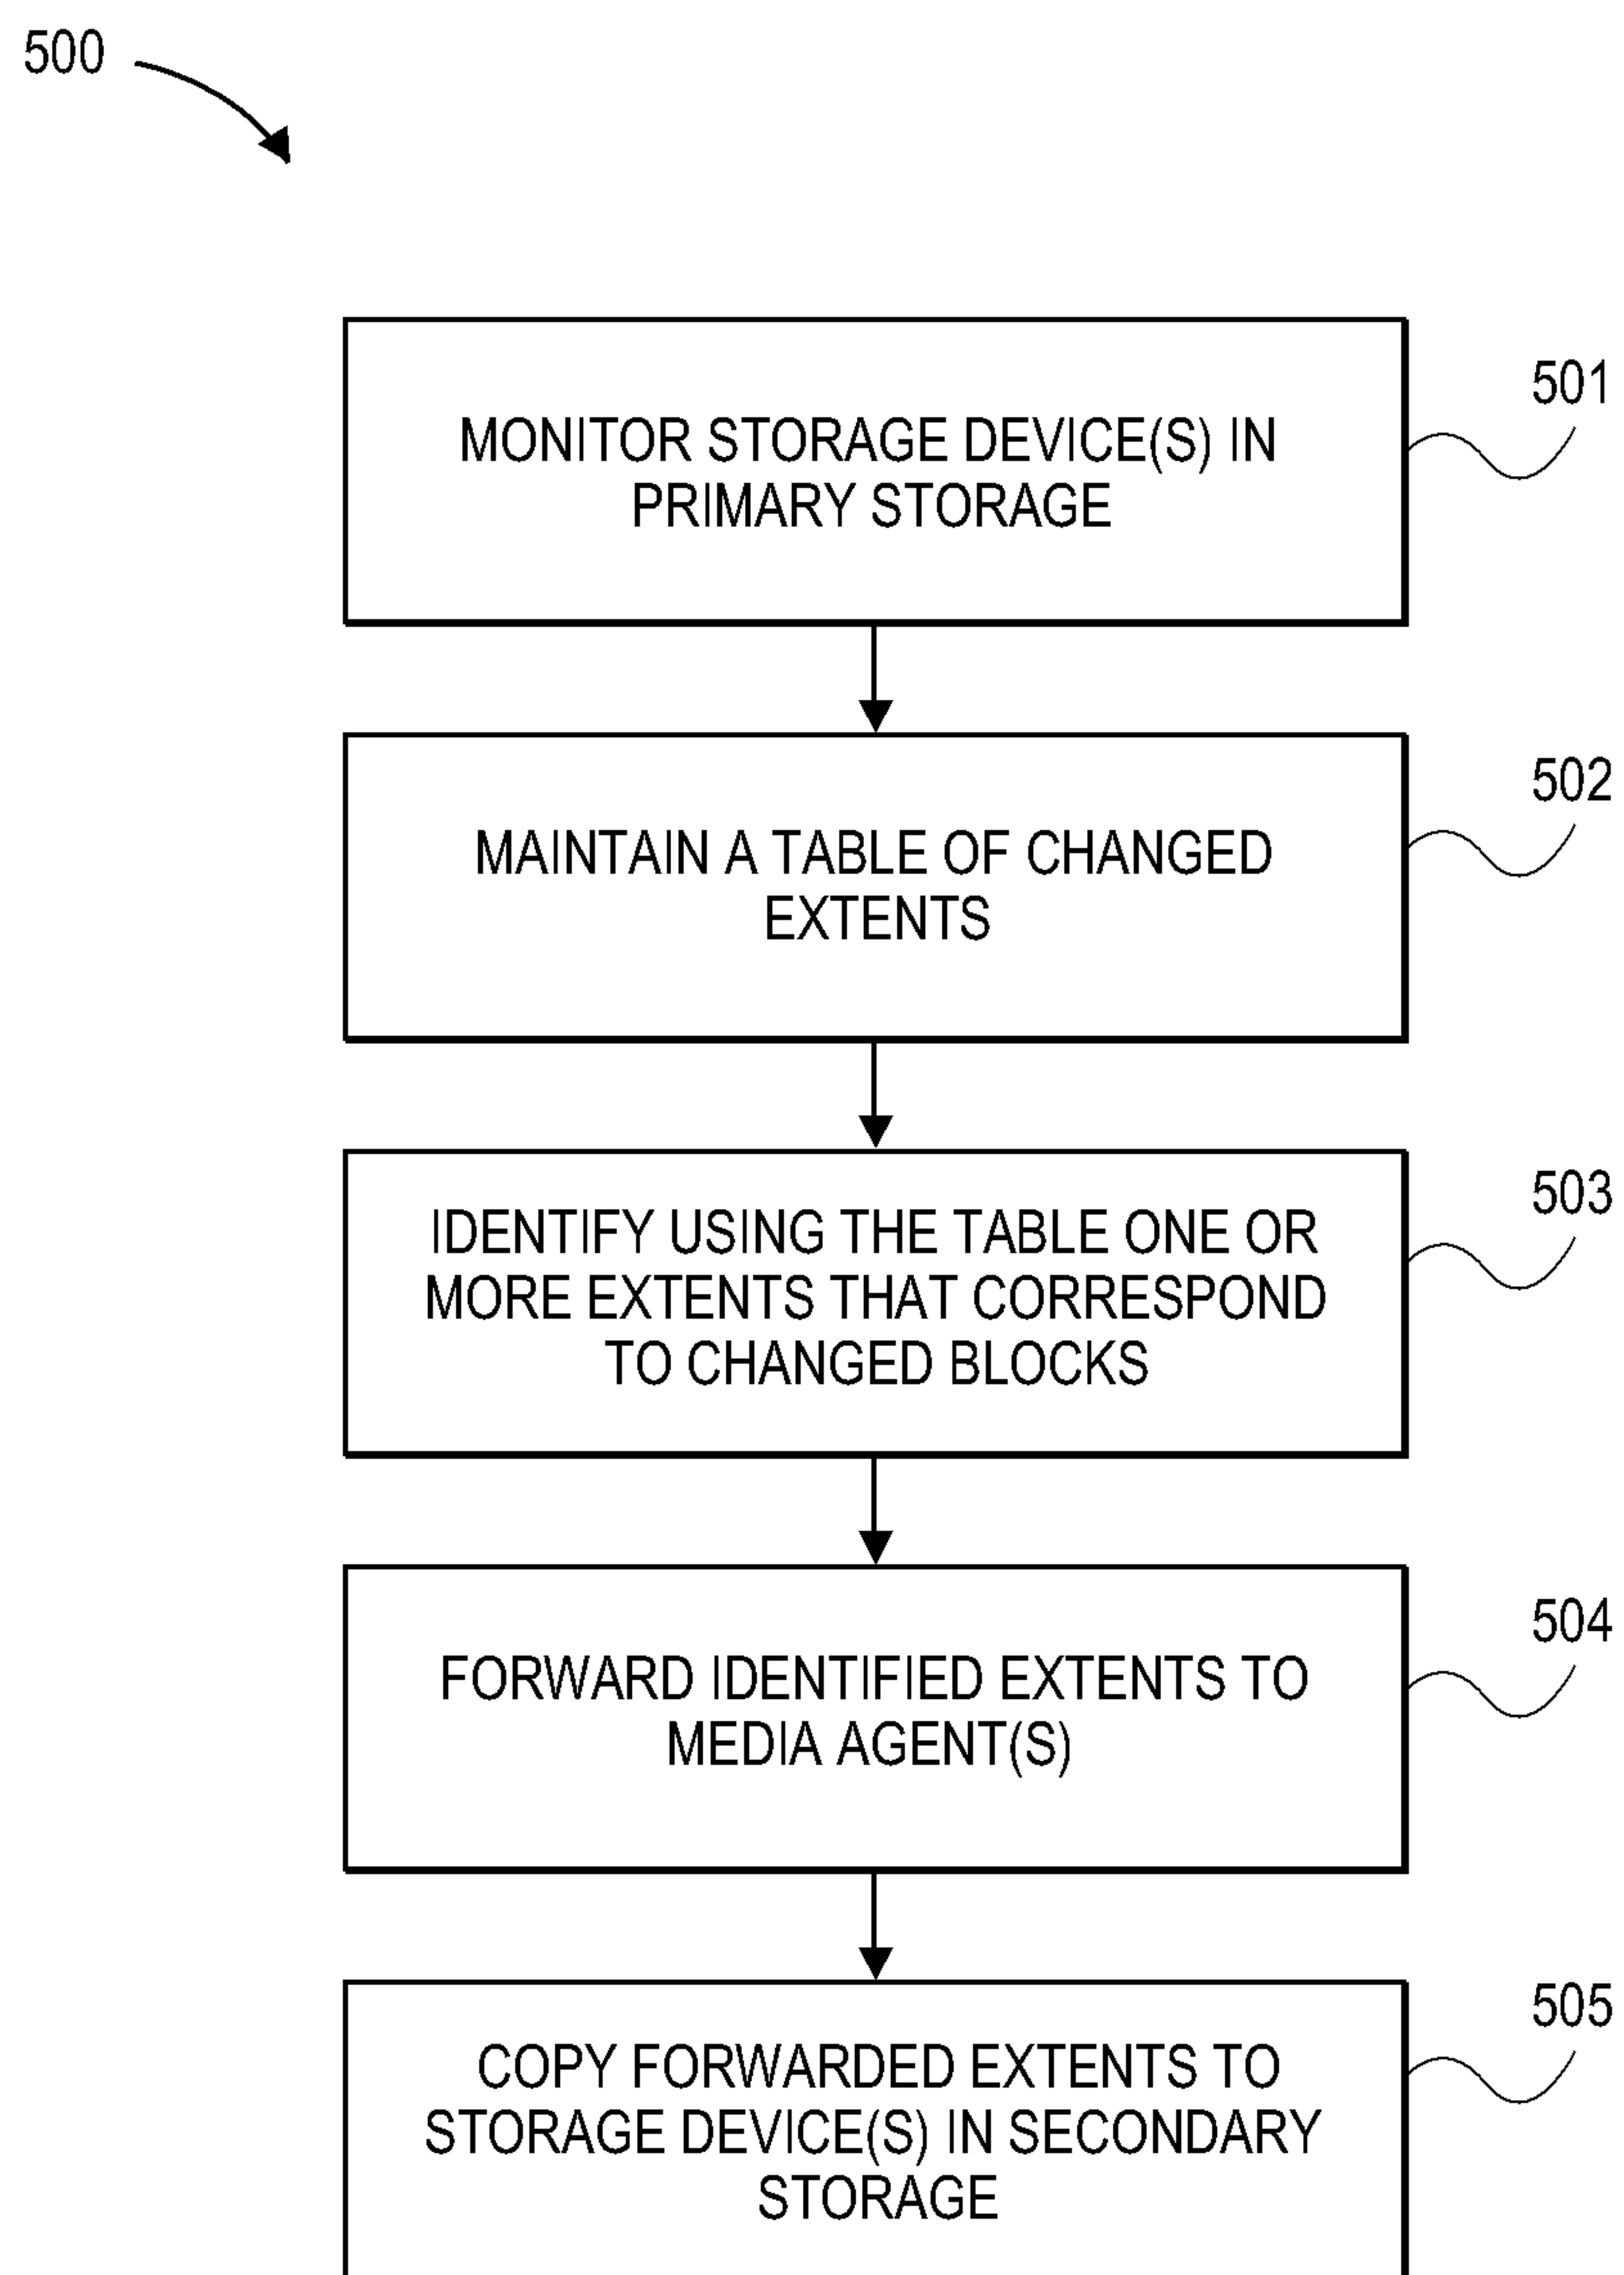 500
501
MONITOR STORAGE DEVICE(S) IN
PRIMARY STORAGE
502
MAINTAIN A TABLE OF CHANGED
EXTENTS
503
IDENTIFY USING THE TABLE ONE OR
MORE EXTENTS THAT CORRESPOND
TO CHANGED BLOCKS
504
FORWARD IDENTIFIED EXTENTS TO
MEDIA AGENT(S)
505
COPY FORWARDED EXTENTS TO
STORAGE DEVICE(S) IN SECONDARY
STORAGE